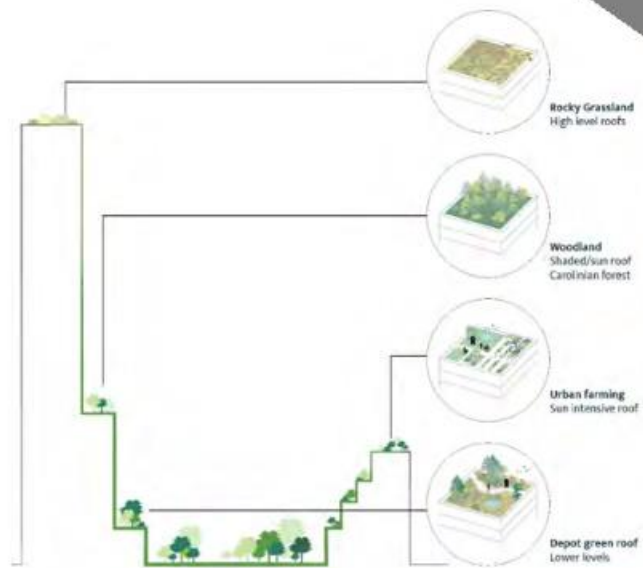 Rocky Grassland
High level roofs
Woodland
Shaded/sun roof
Carolinian forest
Urban farming
Sun intensive roof
Depot green roof
Lower levels